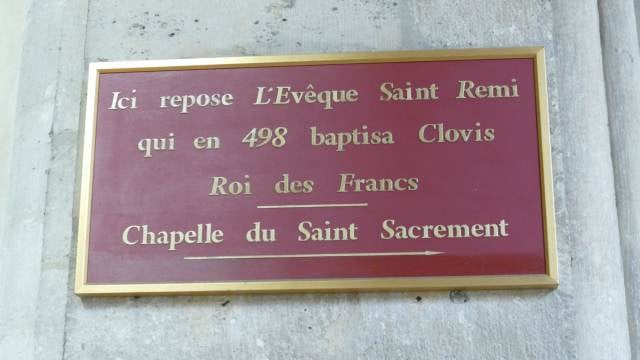 Ici repose L'Evêque Saint Remi
qui en 498 baptisa Clovis
Roi des Francs
Chapelle du Saint Sacrement